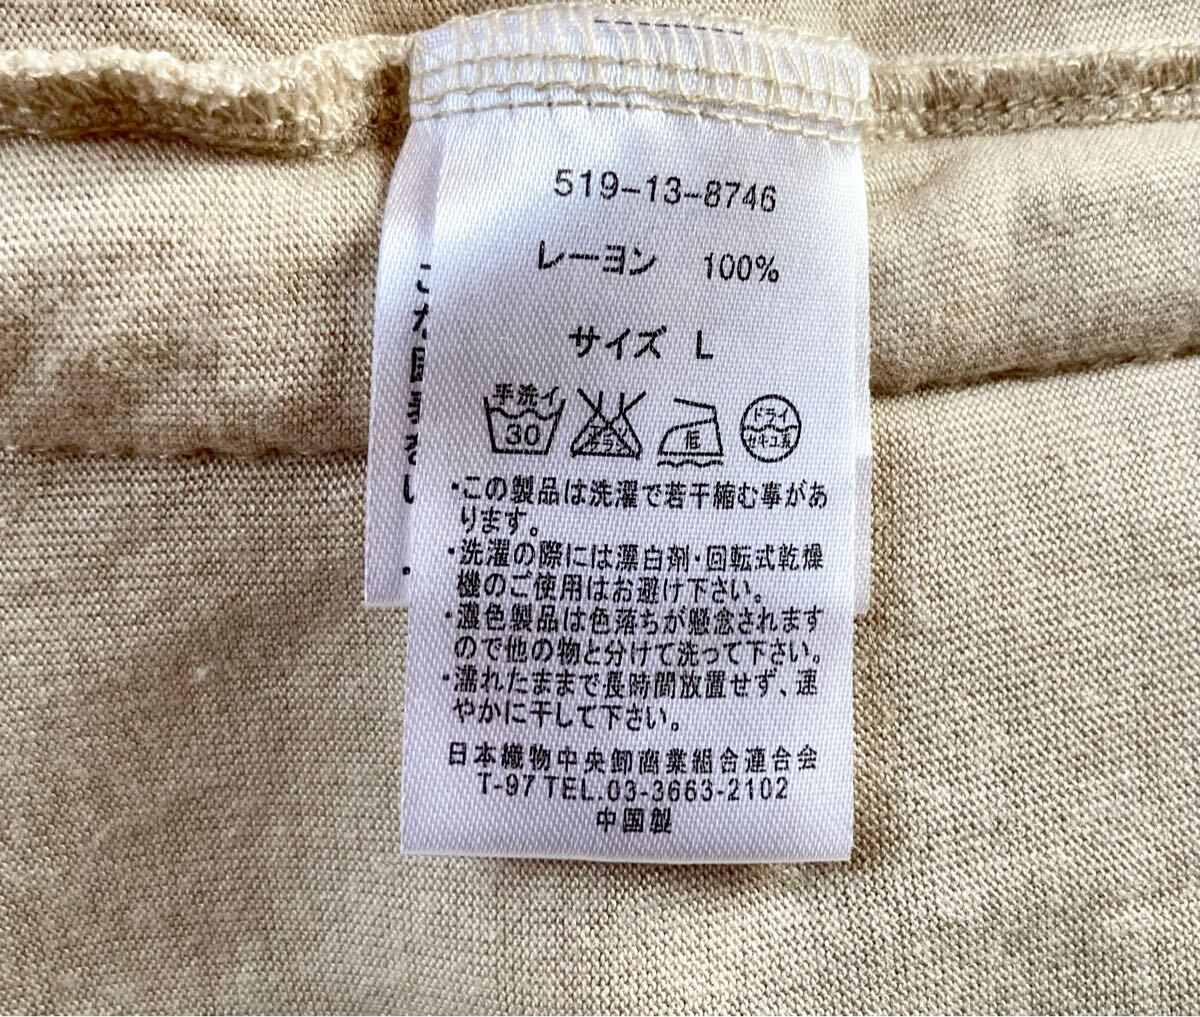 519-13-8746
レーヨン 100%
サイズ L
手洗イ
30
エンソ
サラシ
低
ドライ
セキユ系
・この製品は洗濯で若干縮む事があ
ります。
・洗濯の際には漂白剤・回転式乾燥
機のご使用はお避け下さい。
・濃色製品は色落ちが懸念されます
ので他の物と分けて洗って下さい。
・濡れたままで長時間放置せず、速
やかに干して下さい。
日本織物中央卸商業組合連合会
T-97 TEL.03-3663-2102
中国製